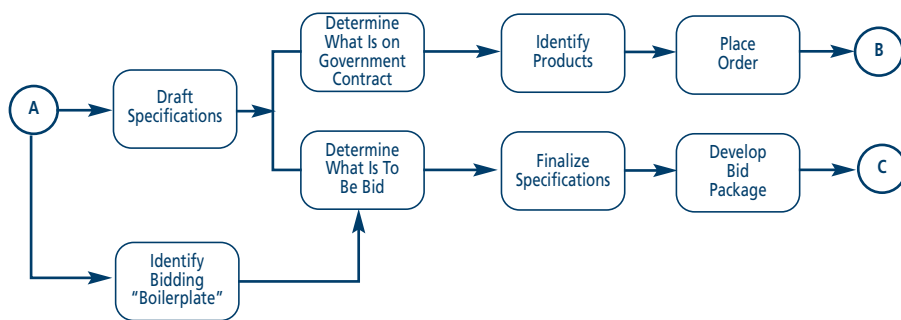 A
Draft
Specifications
Determine
What Is on
Government
Contract
Identify
Products
Place
Order
B
Determine
What Is To
Be Bid
Finalize
Specifications
Develop
Bid
Package
C
Identify
Bidding
“Boilerplate”